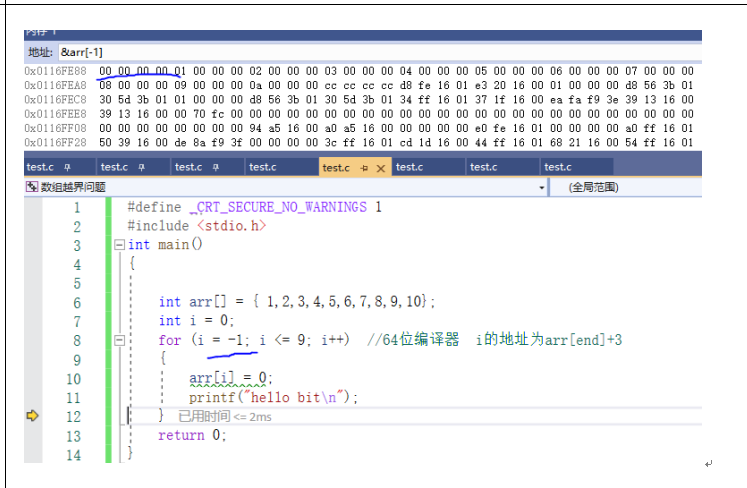 地址: &arr[-1]
0x0116FE88 00 00 00 00 01 00 00 00 02 00 00 00 03 00 00 00 04 00 00 00 05 00 00 00 06 00 00 00 07 00 00 00
0x0116FEA8 08 00 00 00 09 00 00 00 0a 00 00 00 cc cc cc cc d8 fe 16 01 e3 20 16 00 01 00 00 00 d8 56 3b 01
0x0116FEC8 30 5d 3b 01 01 00 00 00 d8 56 3b 01 30 5d 3b 01 34 ff 16 01 37 1f 16 00 ea fa f9 3e 39 13 16 00
0x0116FEE8 39 13 16 00 00 70 fc 00 00 00 00 00 00 00 00 00 00 00 00 00 00 00 00 00 00 00 00 00 00 00 00 00
0x0116FF08 00 00 00 00 00 00 00 00 94 a5 16 00 a0 a5 16 00 00 00 00 00 e0 fe 16 01 00 00 00 00 a0 ff 16 01
0x0116FF28 50 39 16 00 de 8a f9 3f 00 00 00 00 3c ff 16 01 cd 1d 16 00 44 ff 16 01 68 21 16 00 54 ff 16 01
test.c test.c test.c test.c test.c test.c test.c test.c
数组越界问题 (全局范围)
1 #define _CRT_SECURE_NO_WARNINGS 1
2 #include <stdio.h>
3 int main()
4 {
5
6 int arr[] = { 1,2,3,4,5,6,7,8,9,10};
7 int i = 0;
8 for (i = -1; i <= 9; i++) //64位编译器 i的地址为arr[end]+3
9 {
10 arr[i] = 0;
11 printf("hello bit\n");
12 } 已用时间 <= 2ms
13 return 0;
14 }